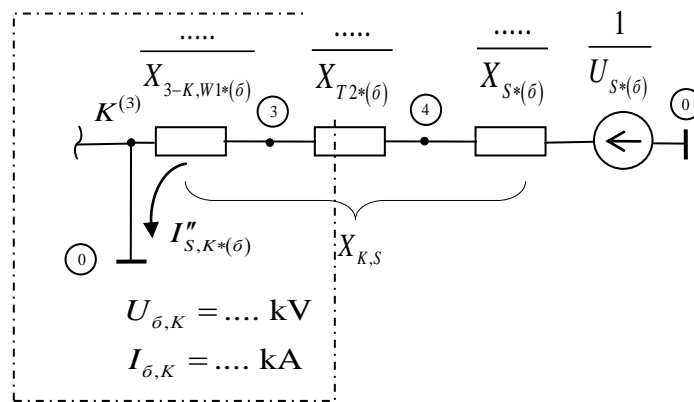 ..... ..... ..... 1
X3−K,W1*(б) XT2*(б) XS*(б) US*(б)
K(3) 3 4 0
I″S,K*(б)
0 XK,S
Uб,K = .... kV
Iб,K = .... kA